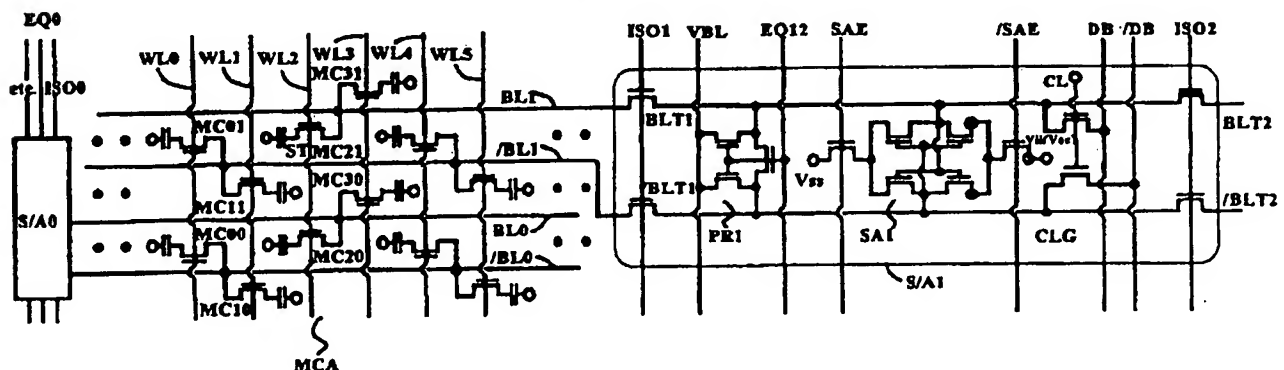 EQ0
WL0
WL1
WL2
WL3
WL4
WL5
ISO1
VBL
EQ12
SAE
/SAE
DB
/DB
ISO2
etc. ISO0
MC31
CL
BL1
MC01
BLT1
BLT2
ST
MC21
/BL1
Vss
S/A0
MC11
MC30
/BLT1
/BLT2
MC00
BL0
PR1
SA1
CLG
MC20
/BL0
S/A1
MC10
MCA